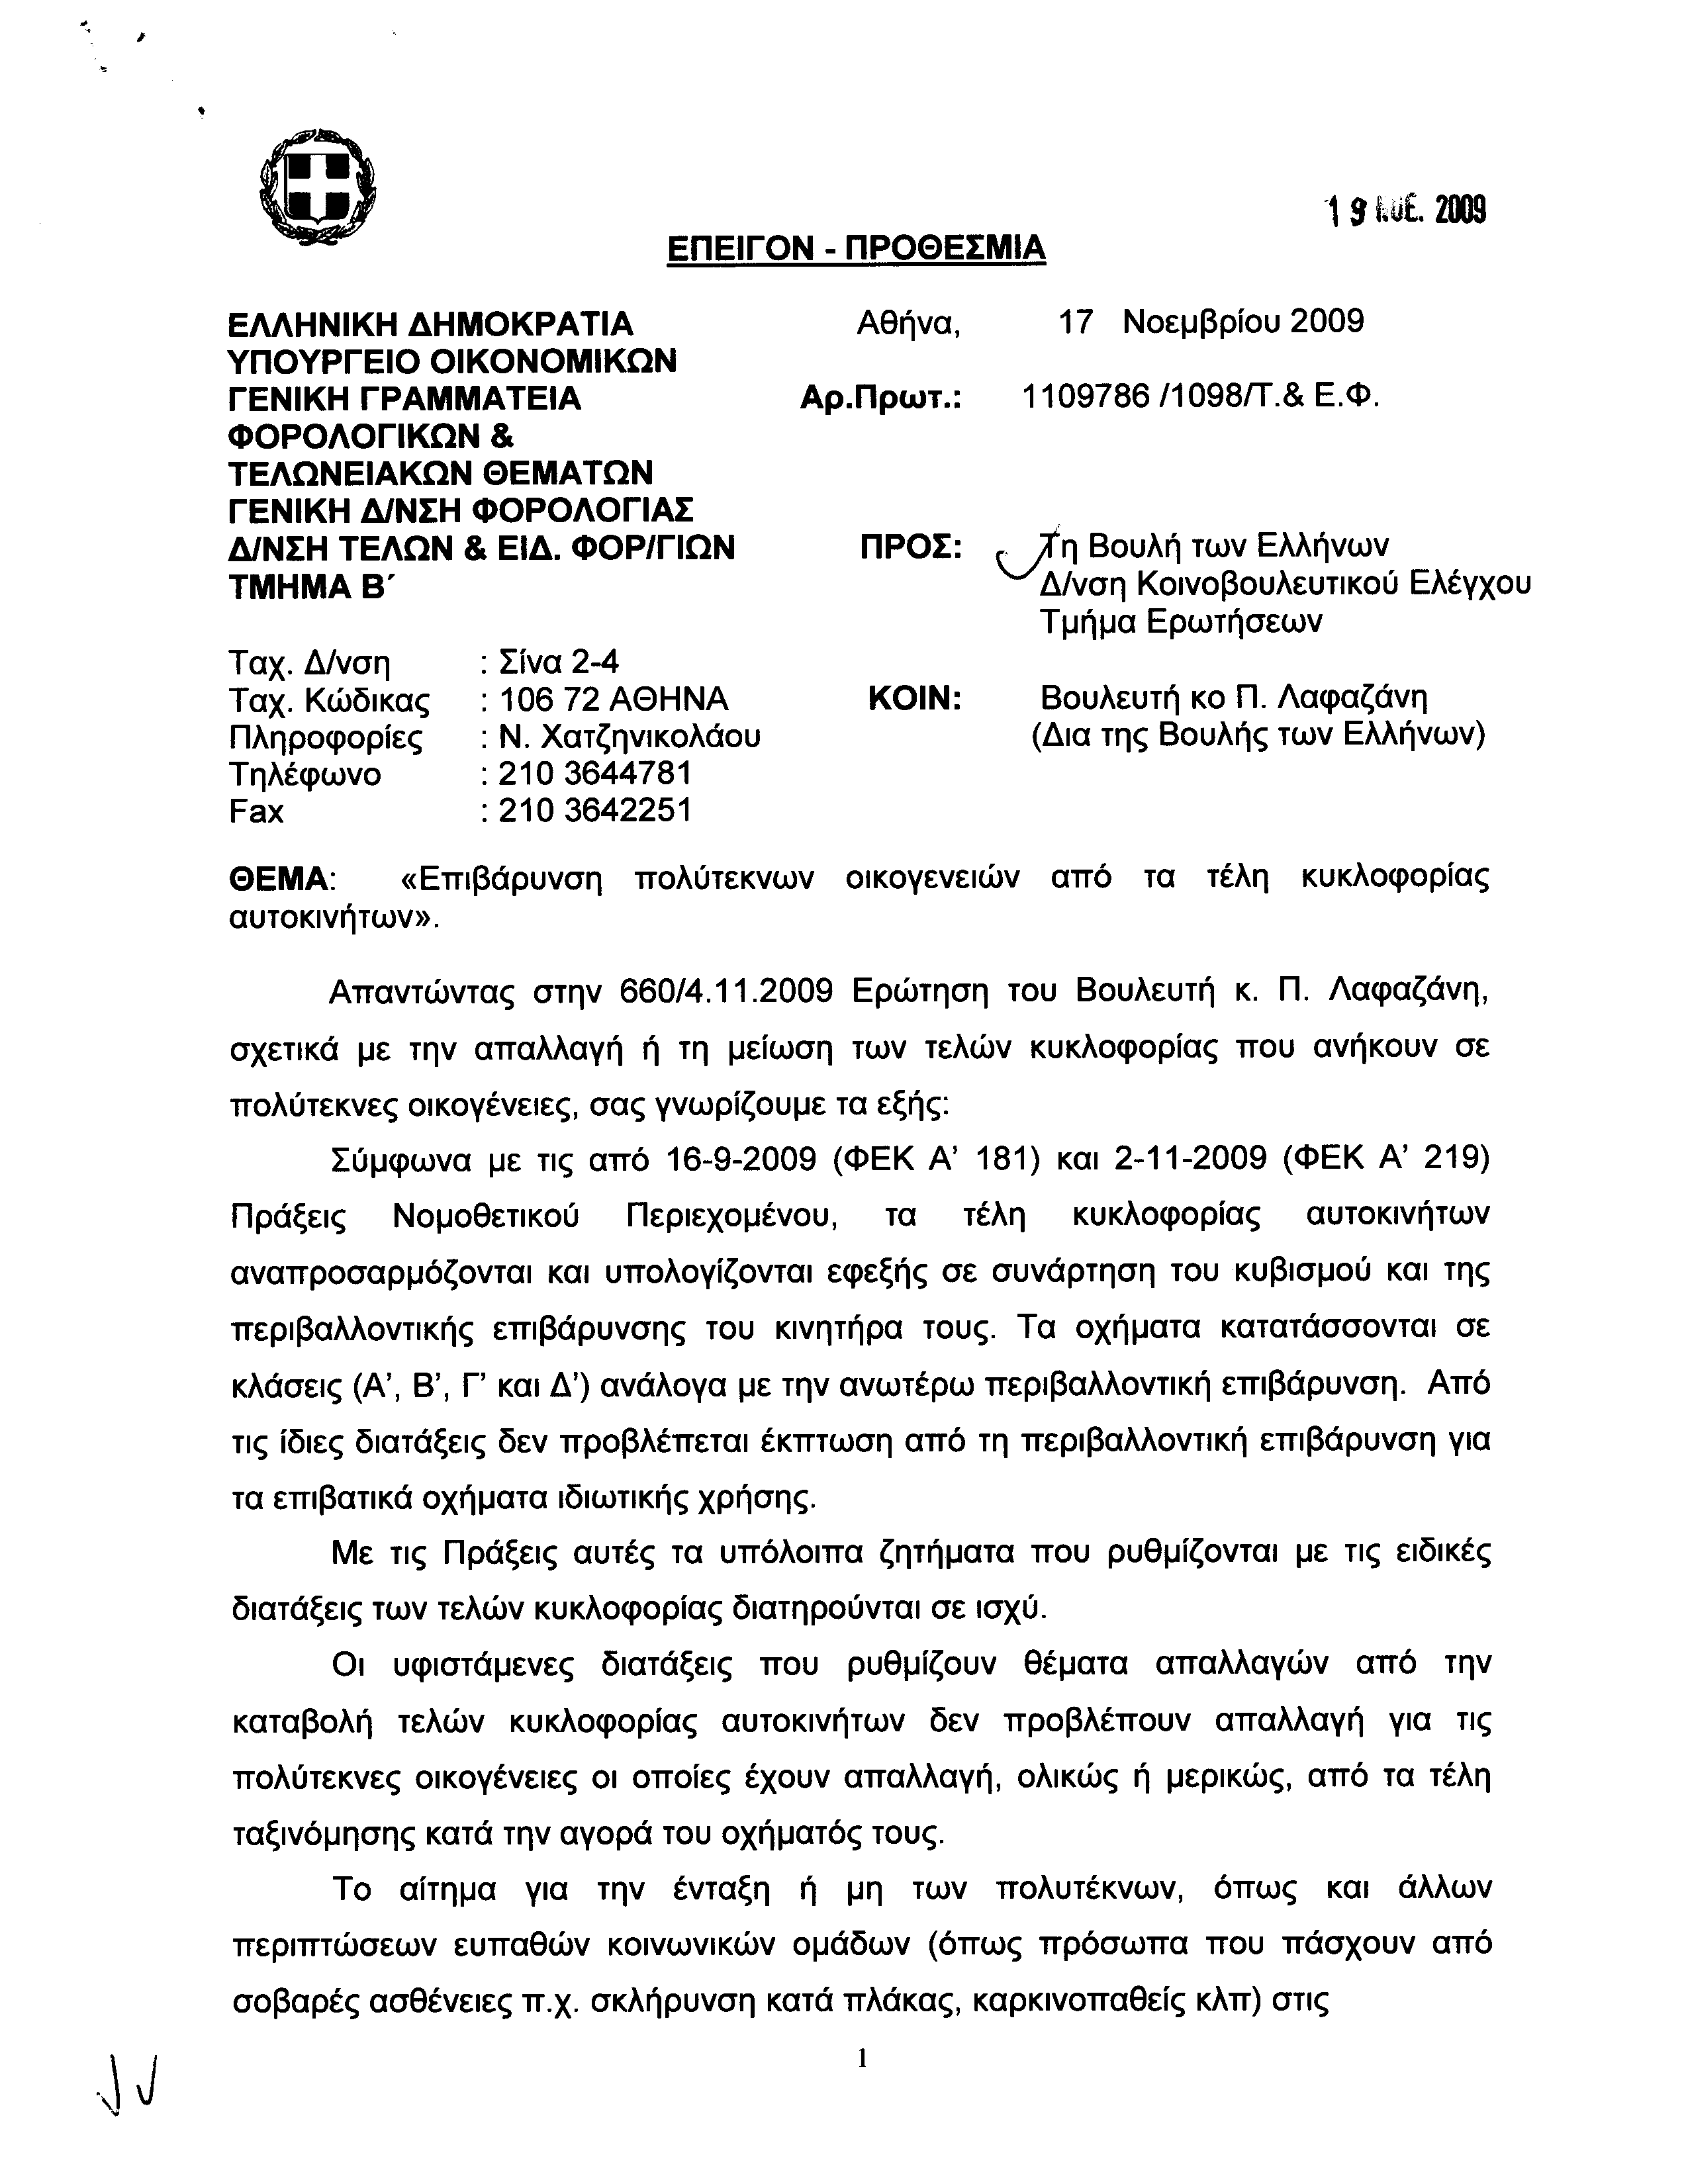 19 2009
ΕΠΕΙΓΟΝ - ΠΡΟΘΕΣΜΙΑ
ΕΛΛΗΝΙΚΗ ΔΗΜΟΚΡΑΤΙΑ
ΥΠΟΥΡΓΕΙΟ ΟΙΚΟΝΟΜΙΚΩΝ
ΓΕΝΙΚΗ ΓΡΑΜΜΑΤΕΙΑ
ΦΟΡΟΛΟΓΙΚΩΝ &
ΤΕΛΩΝΕΙΑΚΩΝ ΘΕΜΑΤΩΝ
ΓΕΝΙΚΗ Δ/ΝΣΗ ΦΟΡΟΛΟΓΙΑΣ
Δ/ΝΣΗ ΤΕΛΩΝ & ΕΙΔ. ΦΟΡ/ΓΙΩΝ
ΤΜΗΜΑ Β΄
Αθήνα, 17 Νοεμβρίου 2009
Αρ.Πρωτ.: 1109786 /1098/Τ.& Ε.Φ.
ΠΡΟΣ: Τη Βουλή των Ελλήνων
Δ/νση Κοινοβουλευτικού Ελέγχου
Τμήμα Ερωτήσεων
Ταχ. Δ/νση : Σίνα 2-4
Ταχ. Κώδικας : 106 72 ΑΘΗΝΑ
Πληροφορίες : Ν. Χατζηνικολάου
Τηλέφωνο : 210 3644781
Fax : 210 3642251
ΚΟΙΝ: Βουλευτή κο Π. Λαφαζάνη
(Δια της Βουλής των Ελλήνων)
ΘΕΜΑ: «Επιβάρυνση πολύτεκνων οικογενειών από τα τέλη κυκλοφορίας
αυτοκινήτων».
Απαντώντας στην 660/4.11.2009 Ερώτηση του Βουλευτή κ. Π. Λαφαζάνη,
σχετικά με την απαλλαγή ή τη μείωση των τελών κυκλοφορίας που ανήκουν σε
πολύτεκνες οικογένειες, σας γνωρίζουμε τα εξής:
Σύμφωνα με τις από 16-9-2009 (ΦΕΚ Α’ 181) και 2-11-2009 (ΦΕΚ Α’ 219)
Πράξεις Νομοθετικού Περιεχομένου, τα τέλη κυκλοφορίας αυτοκινήτων
αναπροσαρμόζονται και υπολογίζονται εφεξής σε συνάρτηση του κυβισμού και της
περιβαλλοντικής επιβάρυνσης του κινητήρα τους. Τα οχήματα κατατάσσονται σε
κλάσεις (Α’, Β’, Γ’ και Δ’) ανάλογα με την ανωτέρω περιβαλλοντική επιβάρυνση. Από
τις ίδιες διατάξεις δεν προβλέπεται έκπτωση από τη περιβαλλοντική επιβάρυνση για
τα επιβατικά οχήματα ιδιωτικής χρήσης.
Με τις Πράξεις αυτές τα υπόλοιπα ζητήματα που ρυθμίζονται με τις ειδικές
διατάξεις των τελών κυκλοφορίας διατηρούνται σε ισχύ.
Οι υφιστάμενες διατάξεις που ρυθμίζουν θέματα απαλλαγών από την
καταβολή τελών κυκλοφορίας αυτοκινήτων δεν προβλέπουν απαλλαγή για τις
πολύτεκνες οικογένειες οι οποίες έχουν απαλλαγή, ολικώς ή μερικώς, από τα τέλη
ταξινόμησης κατά την αγορά του οχήματός τους.
Το αίτημα για την ένταξη ή μη των πολυτέκνων, όπως και άλλων
περιπτώσεων ευπαθών κοινωνικών ομάδων (όπως πρόσωπα που πάσχουν από
σοβαρές ασθένειες π.χ. σκλήρυνση κατά πλάκας, καρκινοπαθείς κλπ) στις
1